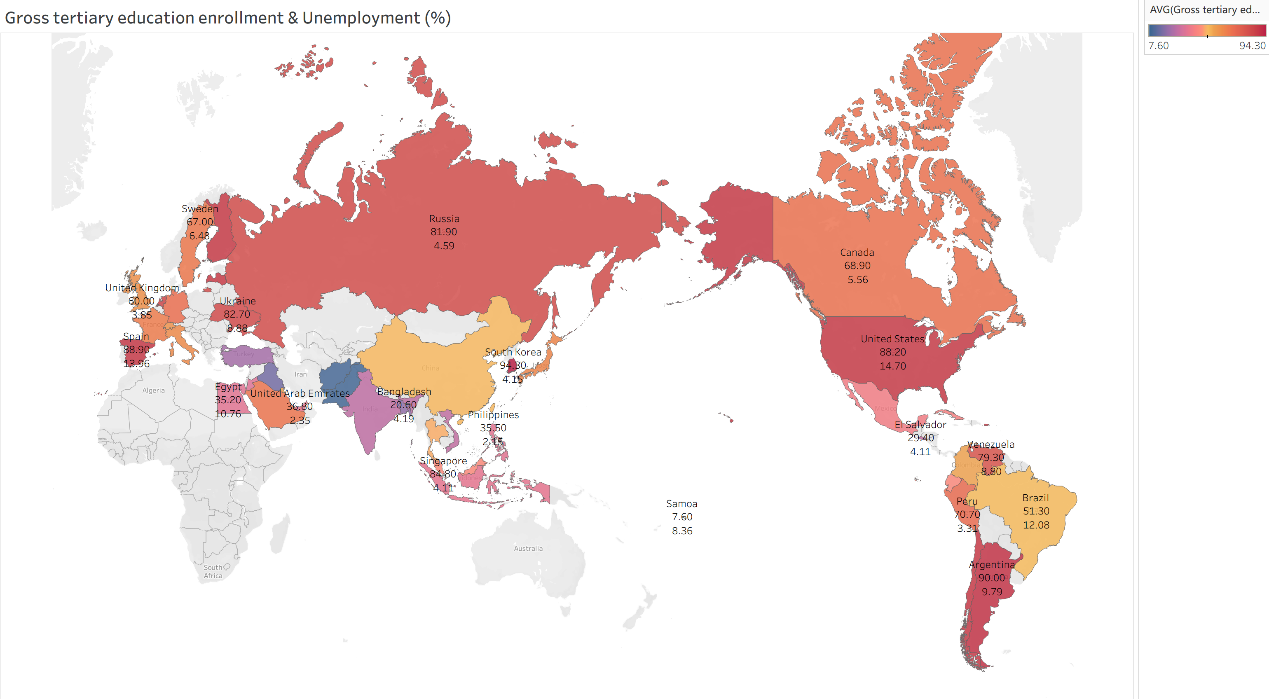 Gross tertiary education enrollment & Unemployment (%)
AVG(Gross tertiary ed...
7.60
94.30
Sweden
67.00
6.48
Russia
81.90
4.59
Canada
68.90
5.56
United Kingdom
60.00
3.85
Ukraine
82.70
8.88
Spain
88.90
13.96
South Korea
94.30
4.15
United States
88.20
14.70
Iran
China
Algeria
Egypt
35.20
10.76
United Arab Emirates
36.80
2.35
Bangladesh
20.60
4.19
Philippines
35.50
2.15
El Salvador
29.40
4.11
Venezuela
79.30
8.80
Singapore
84.80
4.11
Samoa
7.60
8.36
Peru
70.70
3.31
Brazil
51.30
12.08
Australia
South
Africa
Argentina
90.00
9.79